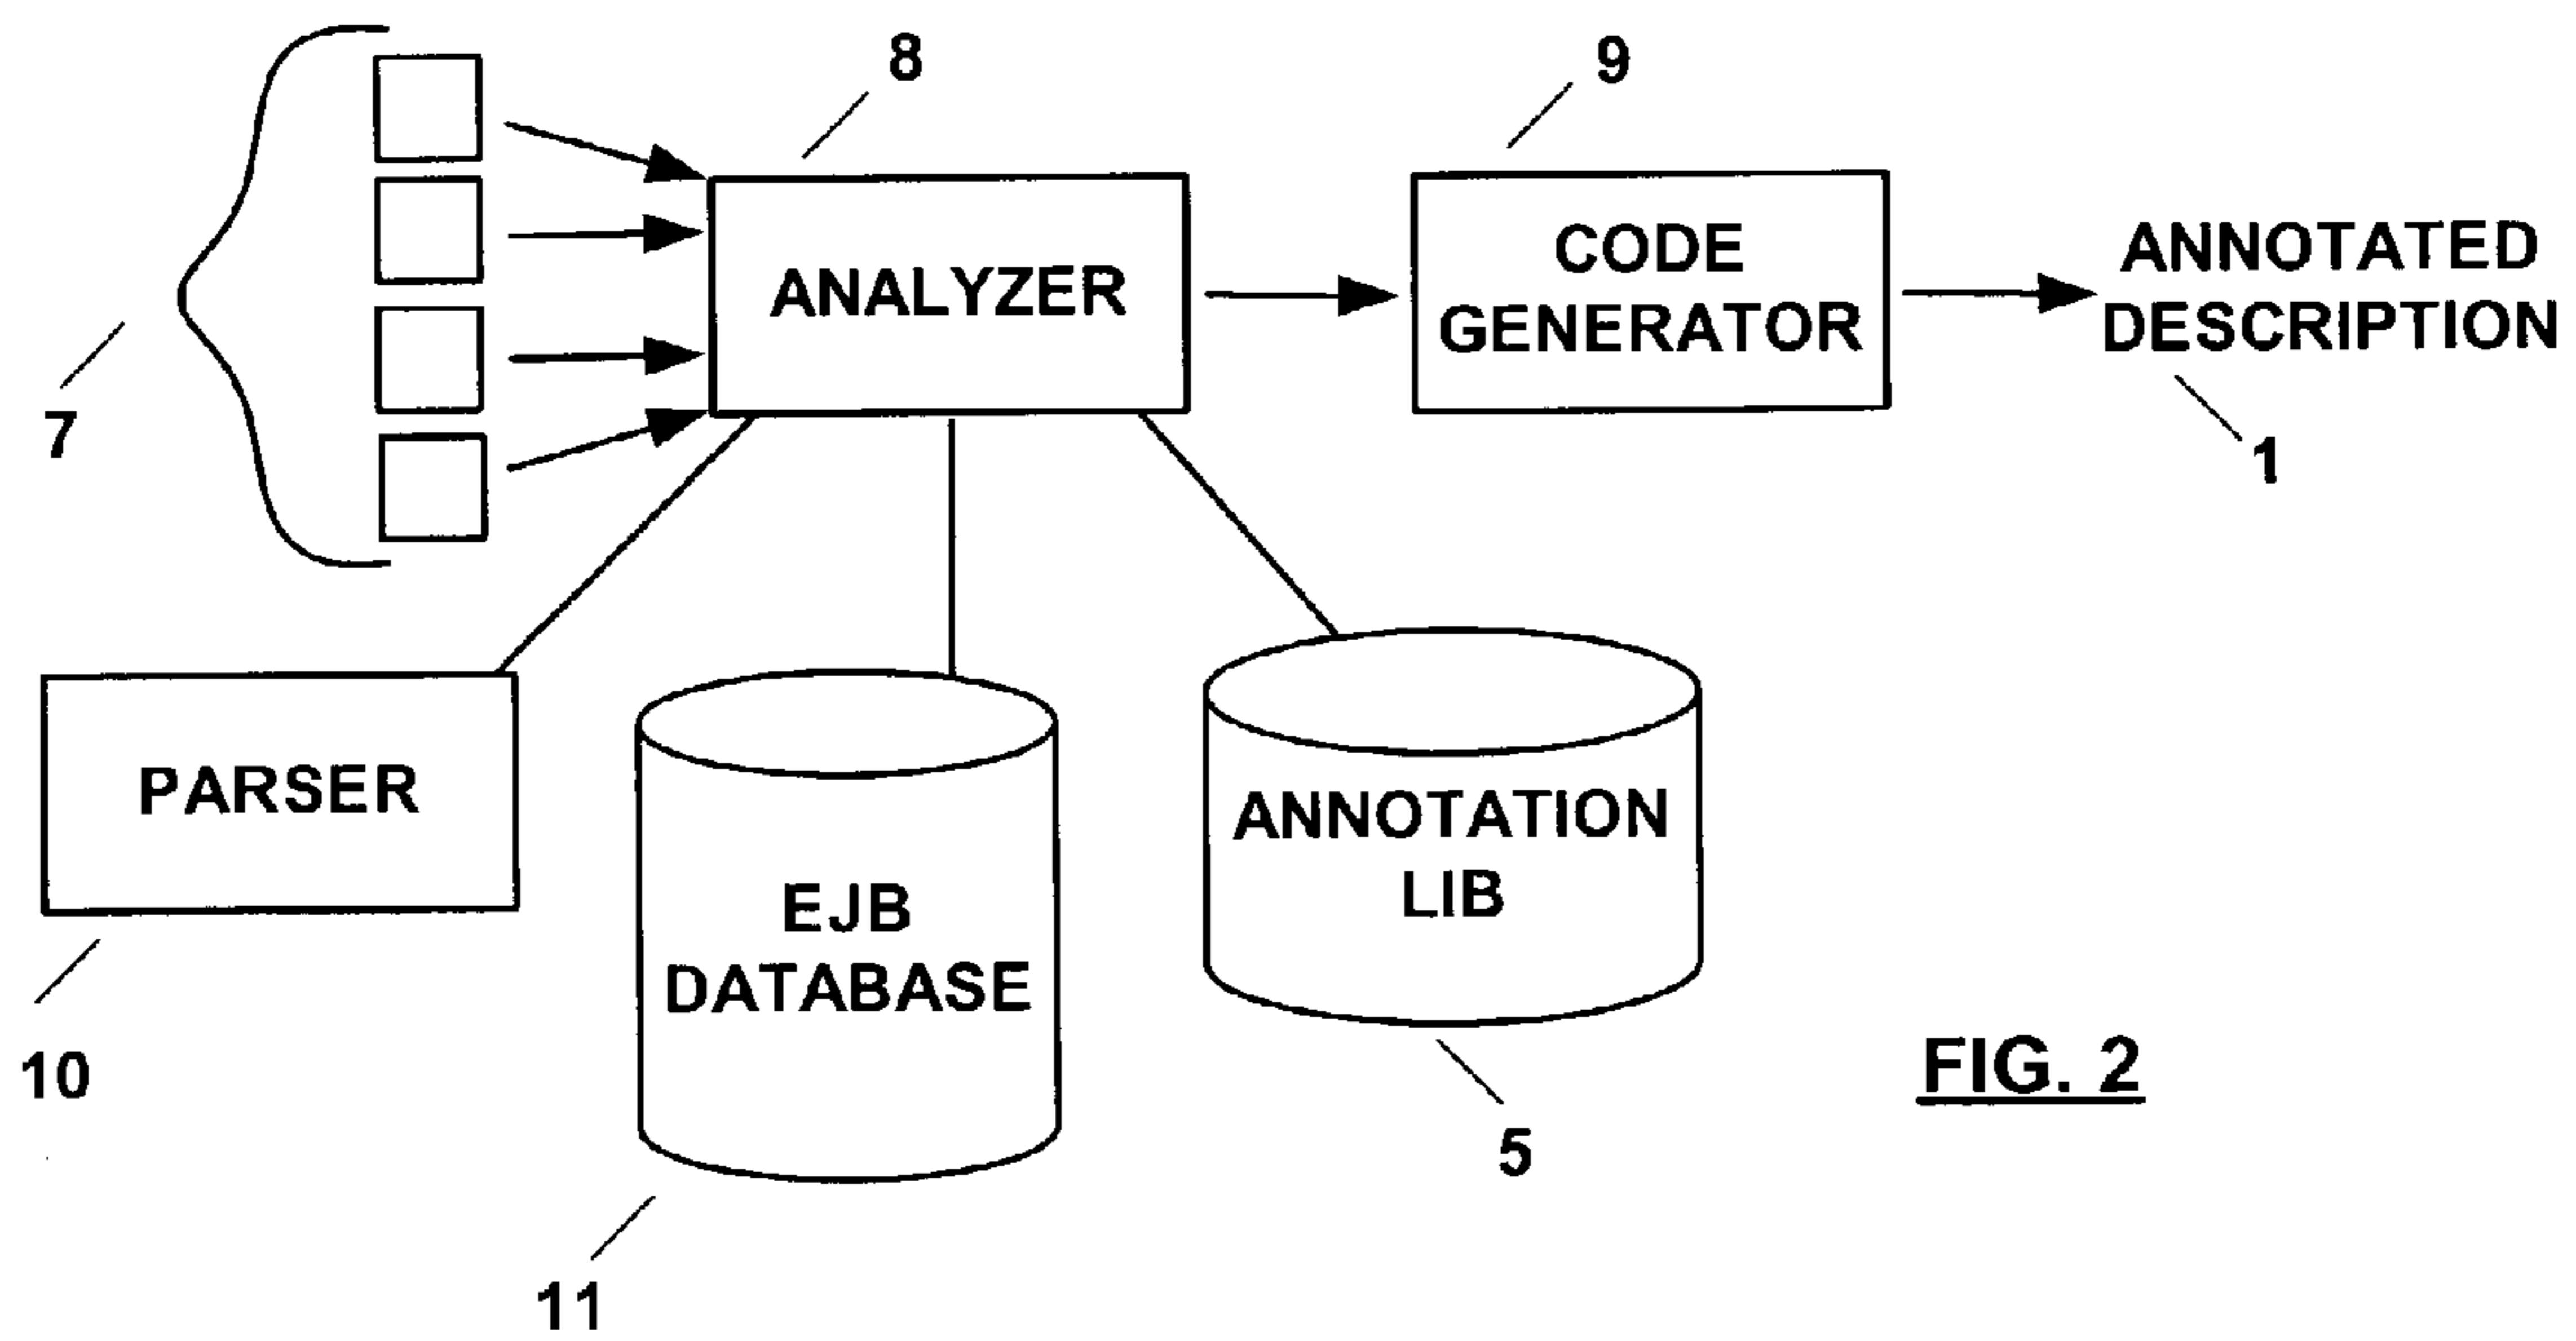 8
9
7
ANALYZER
CODE
GENERATOR
ANNOTATED
DESCRIPTION
1
PARSER
10
EJB
DATABASE
11
ANNOTATION
LIB
5
FIG. 2